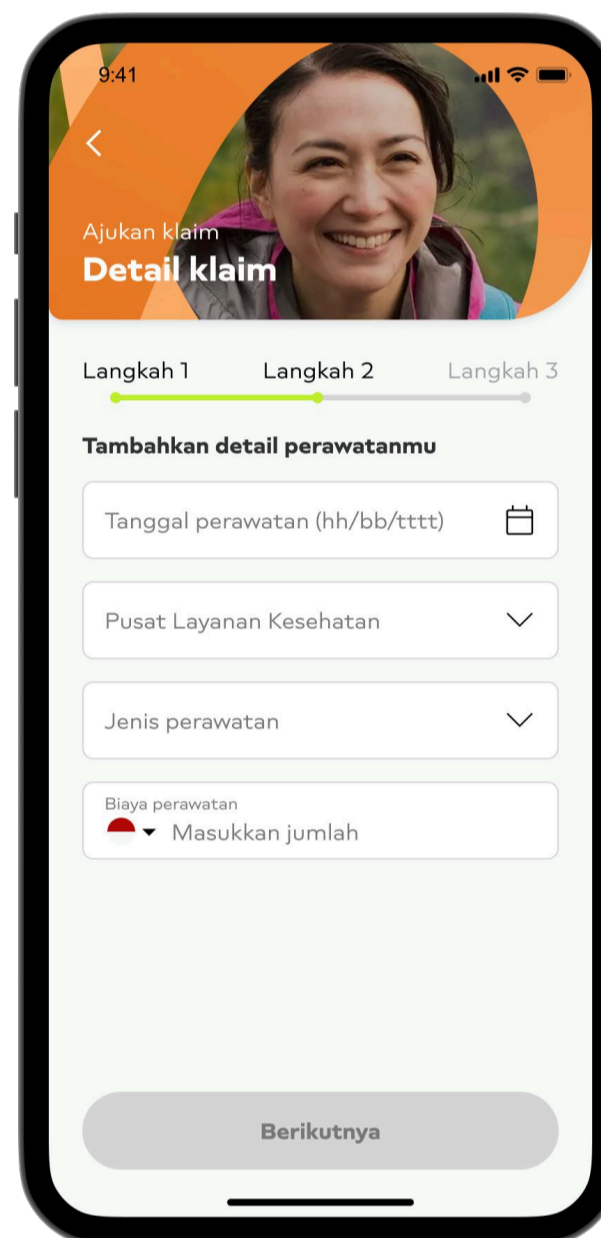 9:41
Ajukan klaim
Detail klaim
Langkah 1 Langkah 2 Langkah 3
Tambahkan detail perawatanmu
Tanggal perawatan (hh/bb/tttt)
Pusat Layanan Kesehatan
Jenis perawatan
Biaya perawatan
Masukkan jumlah
Berikutnya